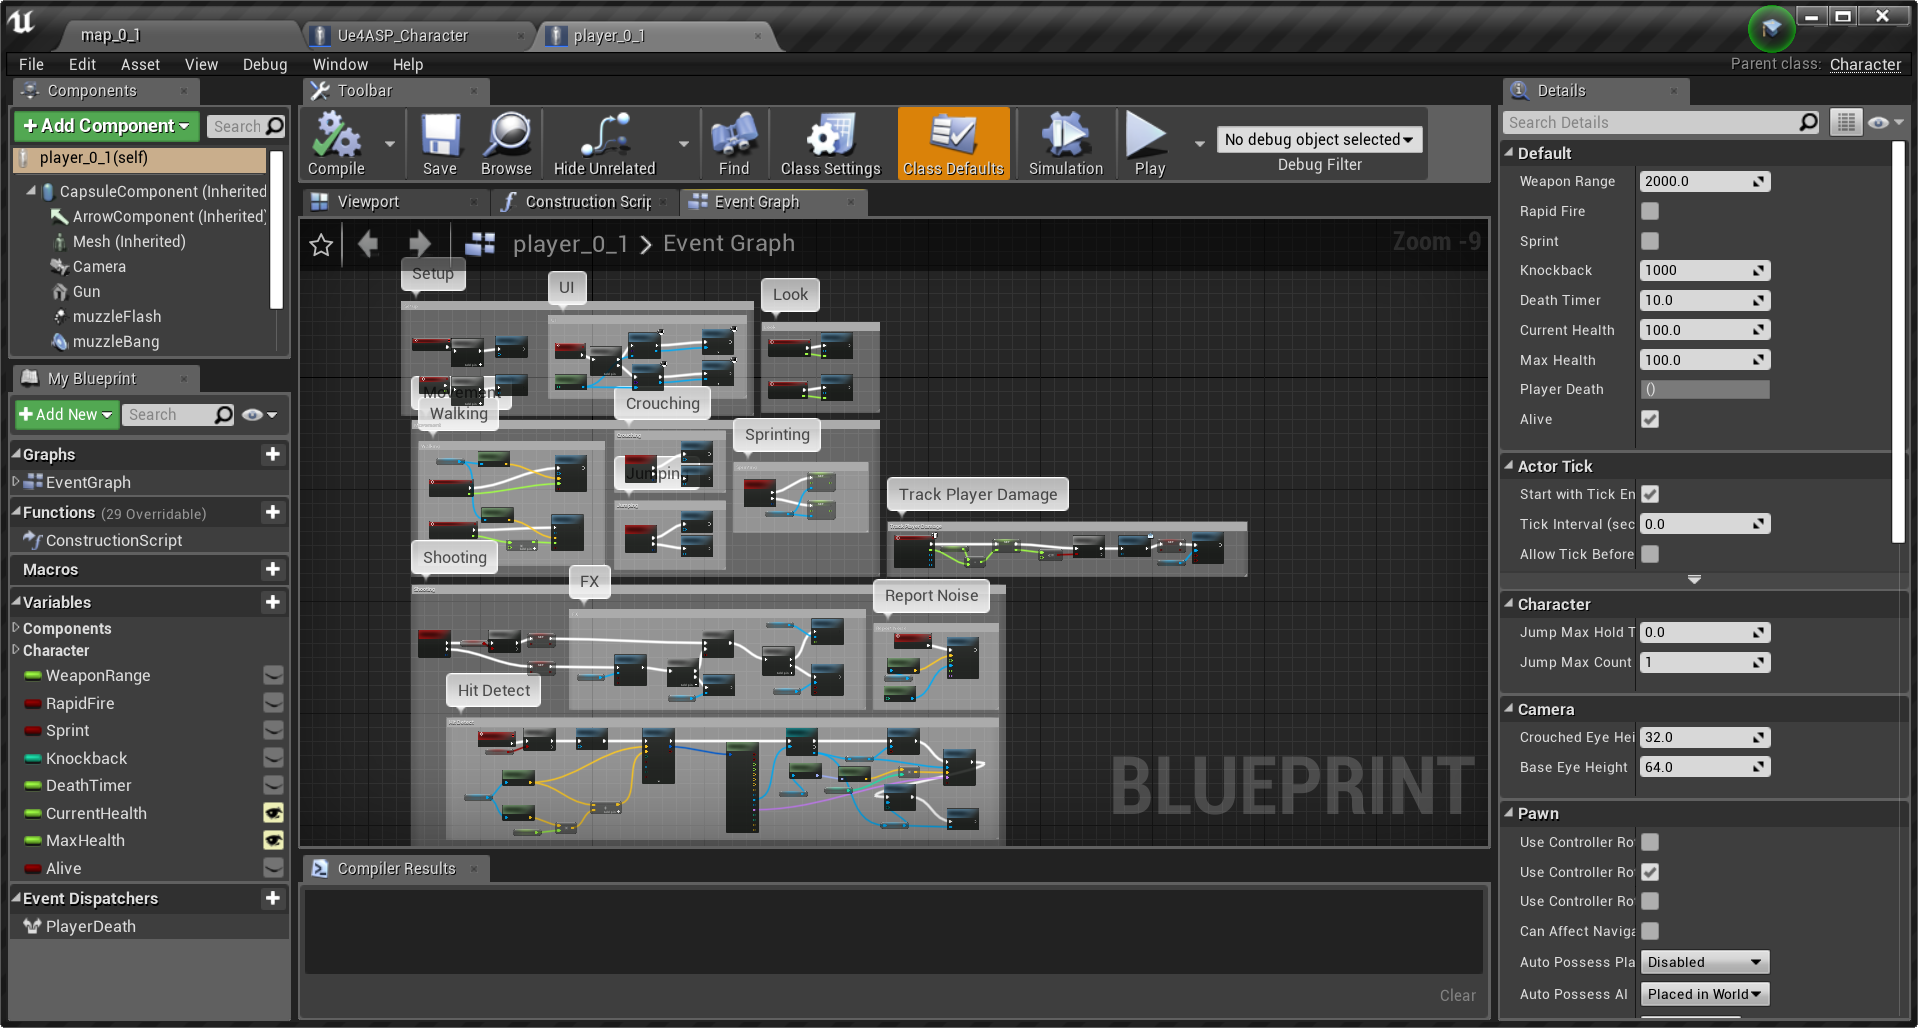 map_0_1
Ue4ASP_Character
player_0_1
File Edit Asset View Debug Window Help
Parent class: Character
Components
Add Component
Search
player_0_1(self)
CapsuleComponent (Inherited
ArrowComponent (Inherited)
Mesh (Inherited)
Camera
Gun
muzzleFlash
muzzleBang
My Blueprint
Add New
Search
Graphs
EventGraph
Functions (29 Overridable)
ConstructionScript
Macros
Variables
Components
Character
WeaponRange
RapidFire
Sprint
Knockback
DeathTimer
CurrentHealth
MaxHealth
Alive
Event Dispatchers
PlayerDeath
Toolbar
Compile
Save
Browse
Hide Unrelated
Find
Class Settings
Class Defaults
Simulation
Play
No debug object selected
Debug Filter
Viewport
Construction Scrip
Event Graph
player_0_1 > Event Graph
Zoom -9
Setup
UI
Look
Movement
Walking
Crouching
Sprinting
Jumping
Track Player Damage
Track Player Damage
Shooting
FX
Report Noise
Hit Detect
BLUEPRINT
Compiler Results
Clear
Details
Search Details
Default
Weapon Range 2000.0
Rapid Fire
Sprint
Knockback 1000
Death Timer 10.0
Current Health 100.0
Max Health 100.0
Player Death ()
Alive
Actor Tick
Start with Tick En
Tick Interval (sec 0.0
Allow Tick Before
Character
Jump Max Hold T 0.0
Jump Max Count 1
Camera
Crouched Eye Hei 32.0
Base Eye Height 64.0
Pawn
Use Controller Ro
Use Controller Ro
Use Controller Ro
Can Affect Naviga
Auto Possess Pla Disabled
Auto Possess AI Placed in World